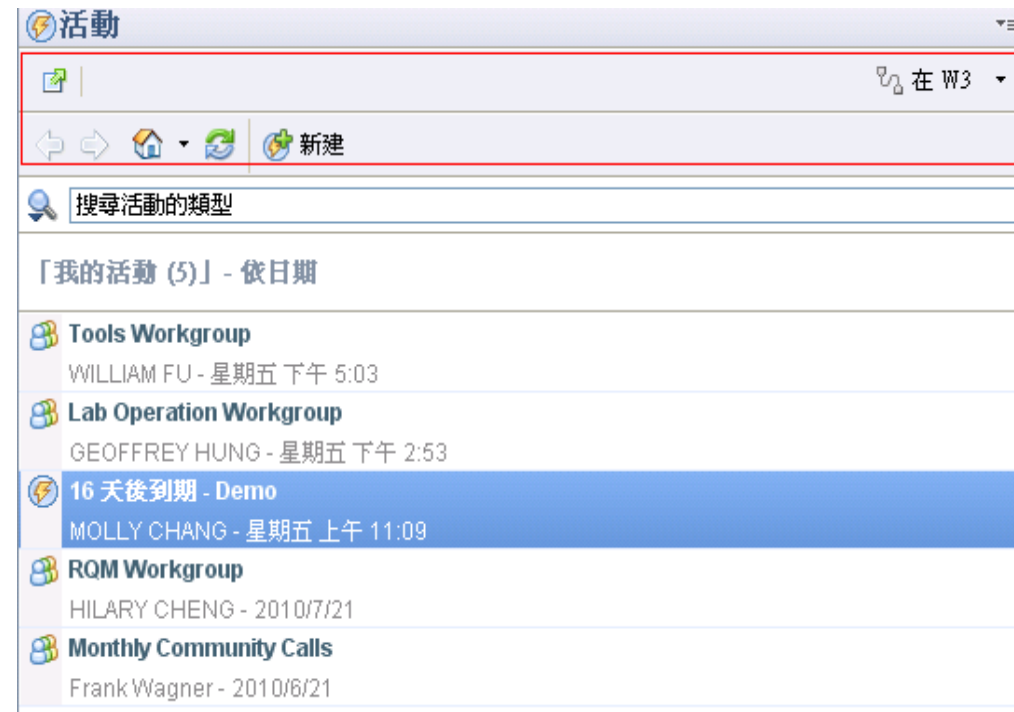 活動
在 W3
新建
搜尋活動的類型
「我的活動 (5)」 - 依日期
Tools Workgroup
WILLIAM FU - 星期五 下午 5:03
Lab Operation Workgroup
GEOFFREY HUNG - 星期五 下午 2:53
16 天後到期 - Demo
MOLLY CHANG - 星期五 上午 11:09
RQM Workgroup
HILARY CHENG - 2010/7/21
Monthly Community Calls
Frank Wagner - 2010/6/21